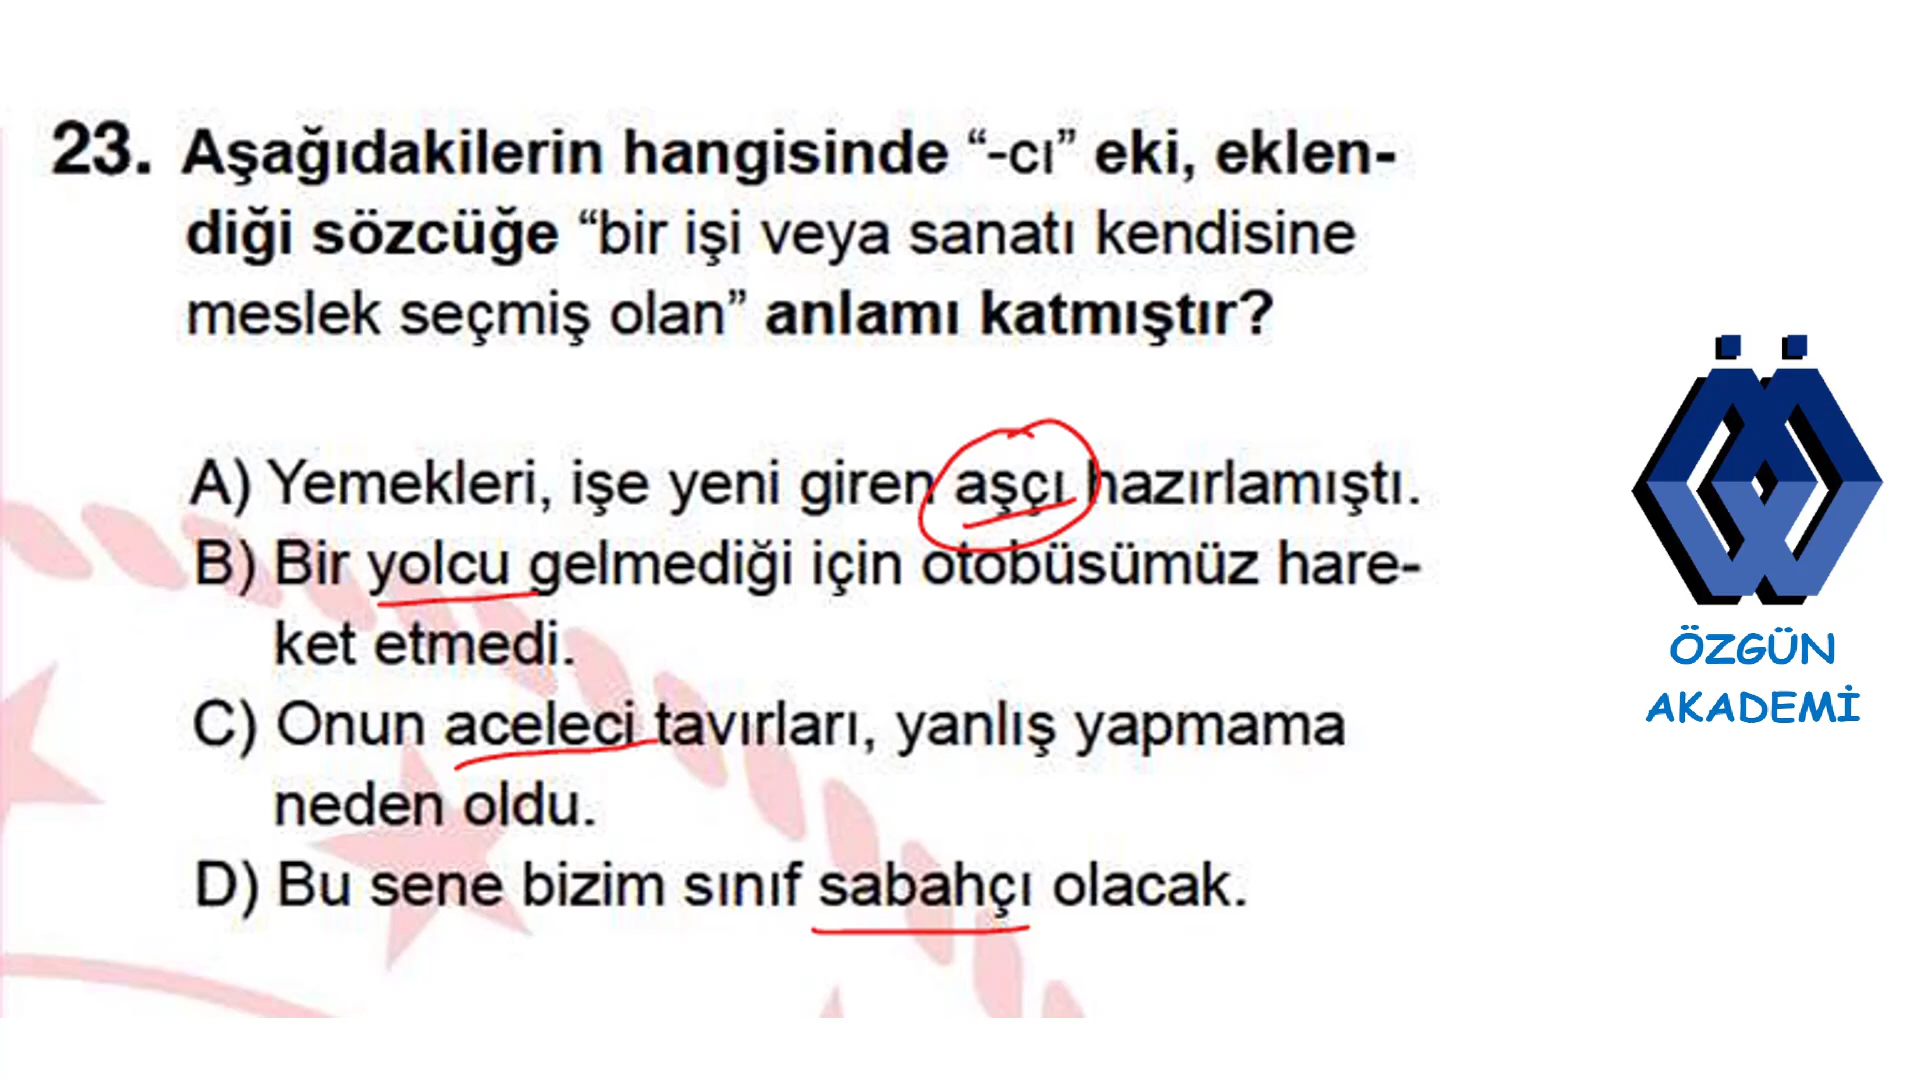 23. Aşağıdakilerin hangisinde “-cı” eki, eklen-
diği sözcüğe “bir işi veya sanatı kendisine
meslek seçmiş olan” anlamı katmıştır?
A) Yemekleri, işe yeni giren aşçı hazırlamıştı.
B) Bir yolcu gelmediği için otobüsümüz hare-
ket etmedi.
C) Onun aceleci tavırları, yanlış yapmama
neden oldu.
D) Bu sene bizim sınıf sabahçı olacak.
ÖZGÜN
AKADEMİ